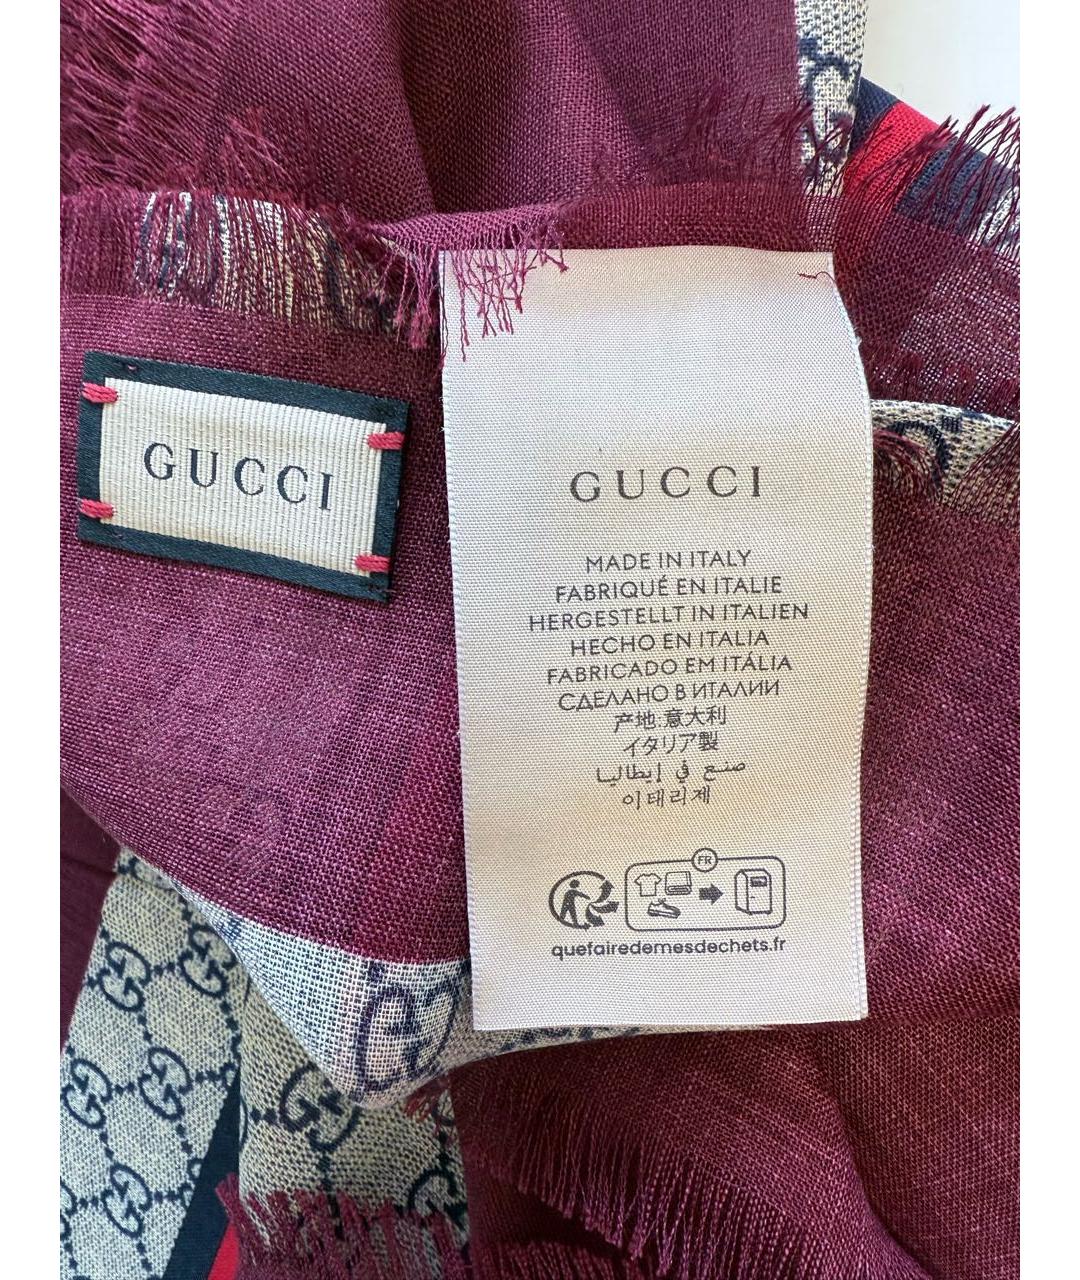 GUCCI
GUCCI
MADE IN ITALY
FABRIQUÉ EN ITALIE
HERGESTELLT IN ITALIEN
HECHO EN ITALIA
FABRICADO EM ITÁLIA
СДЕЛАНО В ИТАЛИИ
产地 意大利
イタリア製
صنع في إيطاليا
이태리제
FR
quefairedemesdechets.fr